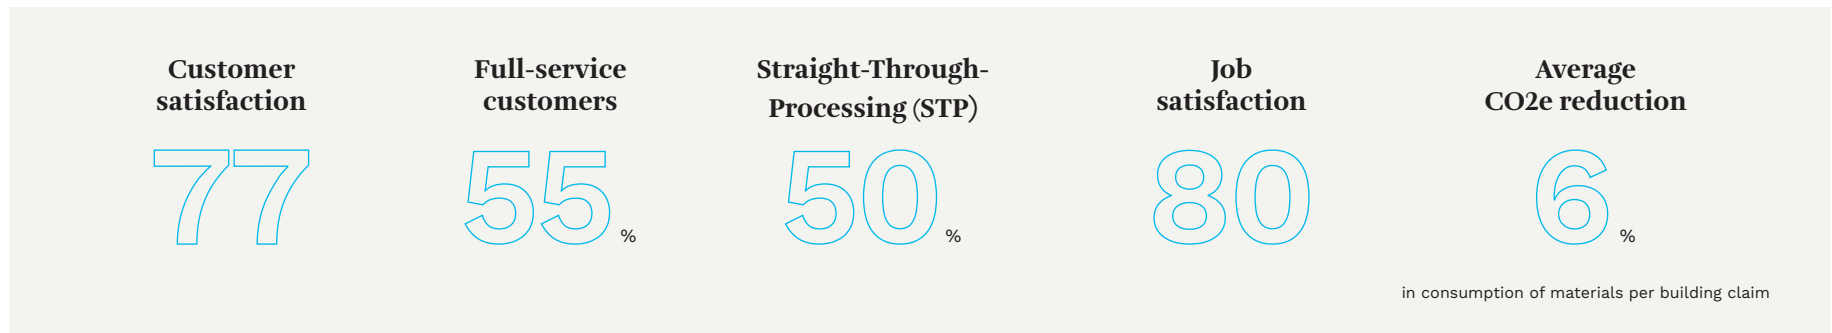 Customer
satisfaction
77
Full-service
customers
55 %
Straight-Through-
Processing (STP)
50 %
Job
satisfaction
80
Average
CO2e reduction
6 %
in consumption of materials per building claim